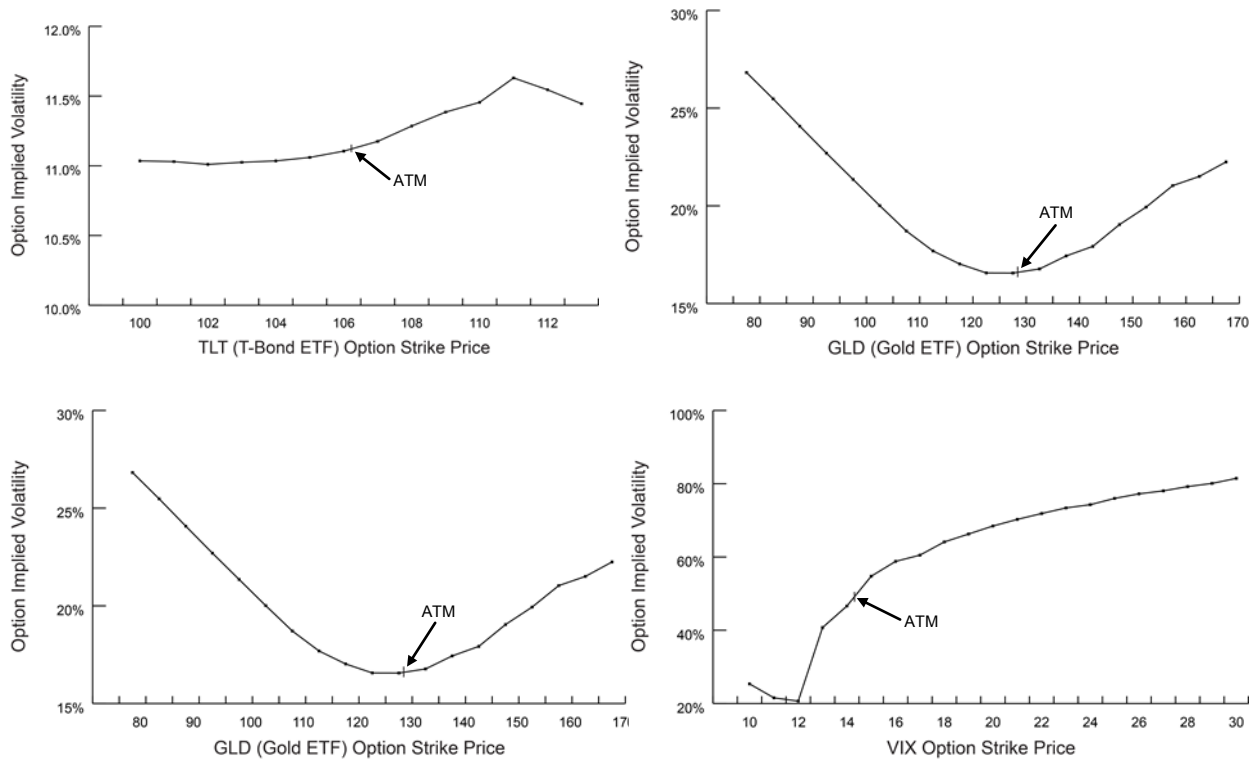 12.0%
11.5%
11.0%
10.5%
10.0%
Option Implied Volatility
ATM
100 102 104 106 108 110 112
TLT (T-Bond ETF) Option Strike Price
30%
25%
20%
15%
Option Implied Volatility
ATM
80 90 100 110 120 130 140 150 160 170
GLD (Gold ETF) Option Strike Price
30%
25%
20%
15%
Option Implied Volatility
ATM
80 90 100 110 120 130 140 150 160 170
GLD (Gold ETF) Option Strike Price
100%
80%
60%
40%
20%
Option Implied Volatility
ATM
10 12 14 16 18 20 22 24 26 28 30
VIX Option Strike Price